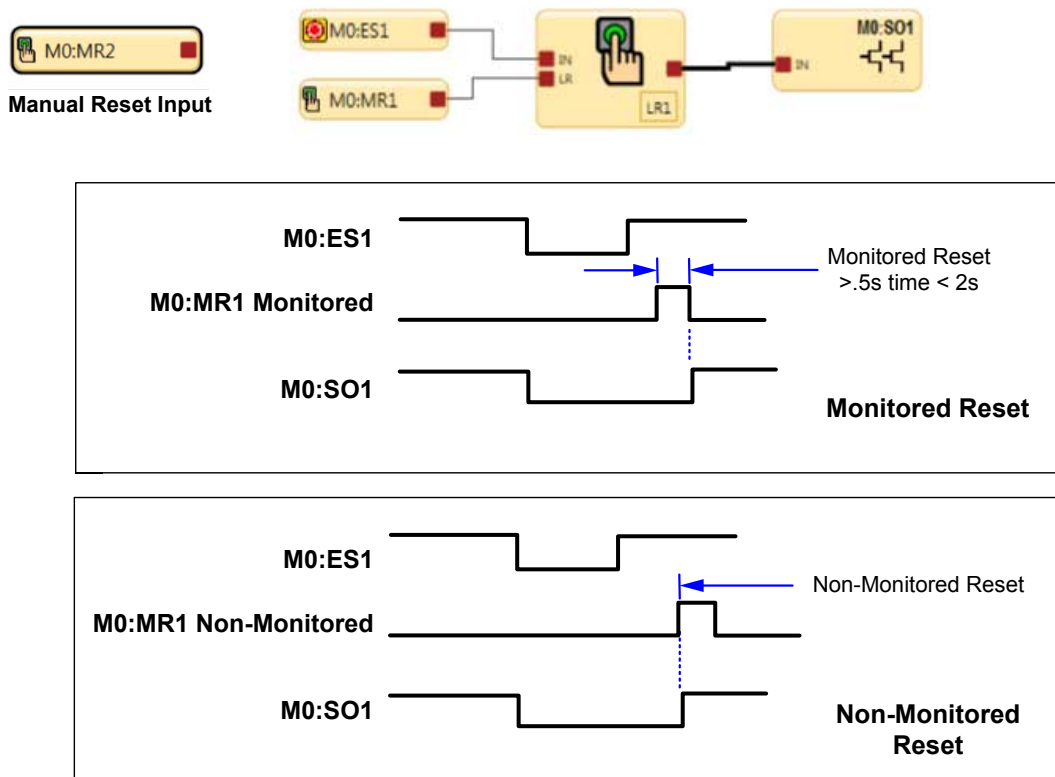 M0:MR2
Manual Reset Input
M0:ES1
M0:MR1
IN
LR
LR1
M0:SO1
IN
M0:ES1
Monitored Reset
>.5s time < 2s
M0:MR1 Monitored
M0:SO1
Monitored Reset
M0:ES1
Non-Monitored Reset
M0:MR1 Non-Monitored
M0:SO1
Non-Monitored
Reset